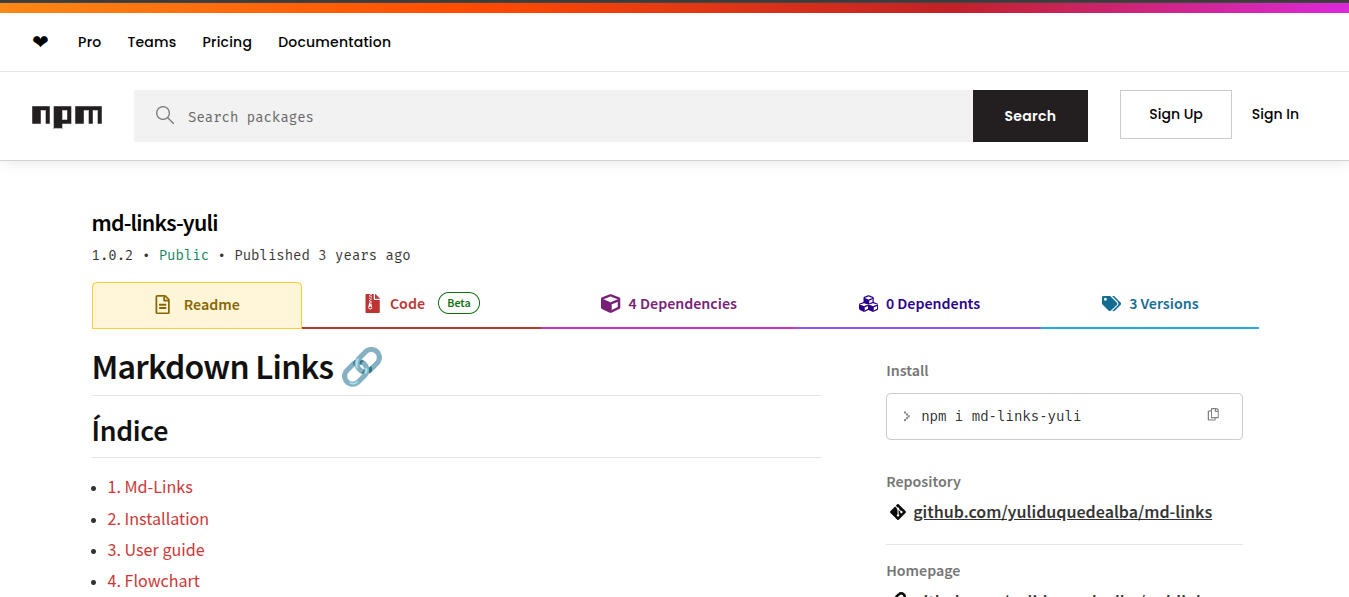 ❤ Pro Teams Pricing Documentation
npm Search packages Search Sign Up Sign In
md-links-yuli
1.0.2 • Public • Published 3 years ago
Readme Code Beta 4 Dependencies 0 Dependents 3 Versions
Markdown Links 🔗
Índice
• 1. Md-Links
• 2. Installation
• 3. User guide
• 4. Flowchart
Install
> npm i md-links-yuli
Repository
github.com/yuliduquedealba/md-links
Homepage